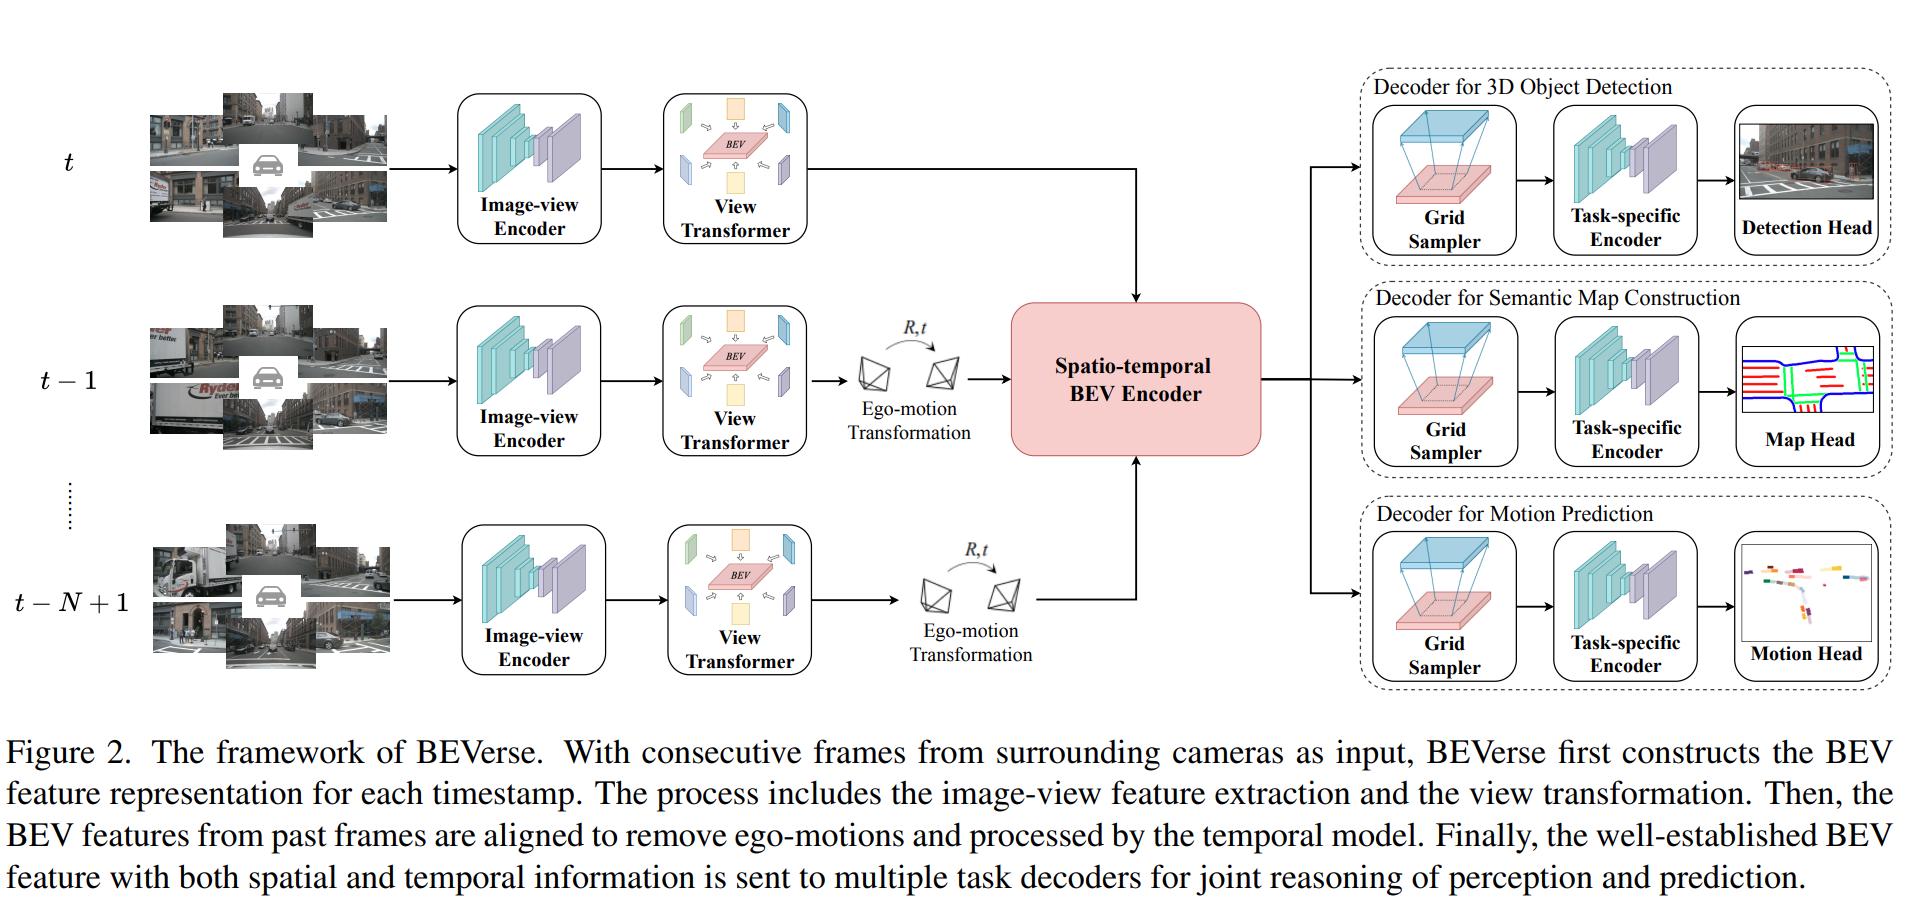 t
Image-view
Encoder
BEV
View
Transformer
t − 1
Image-view
Encoder
BEV
View
Transformer
R,t
Ego-motion
Transformation
t − N + 1
Image-view
Encoder
BEV
View
Transformer
R,t
Ego-motion
Transformation
Spatio-temporal
BEV Encoder
Decoder for 3D Object Detection
Grid
Sampler
Task-specific
Encoder
Detection Head
Decoder for Semantic Map Construction
Grid
Sampler
Task-specific
Encoder
Map Head
Decoder for Motion Prediction
Grid
Sampler
Task-specific
Encoder
Motion Head
Figure 2. The framework of BEVerse. With consecutive frames from surrounding cameras as input, BEVerse first constructs the BEV
feature representation for each timestamp. The process includes the image-view feature extraction and the view transformation. Then, the
BEV features from past frames are aligned to remove ego-motions and processed by the temporal model. Finally, the well-established BEV
feature with both spatial and temporal information is sent to multiple task decoders for joint reasoning of perception and prediction.